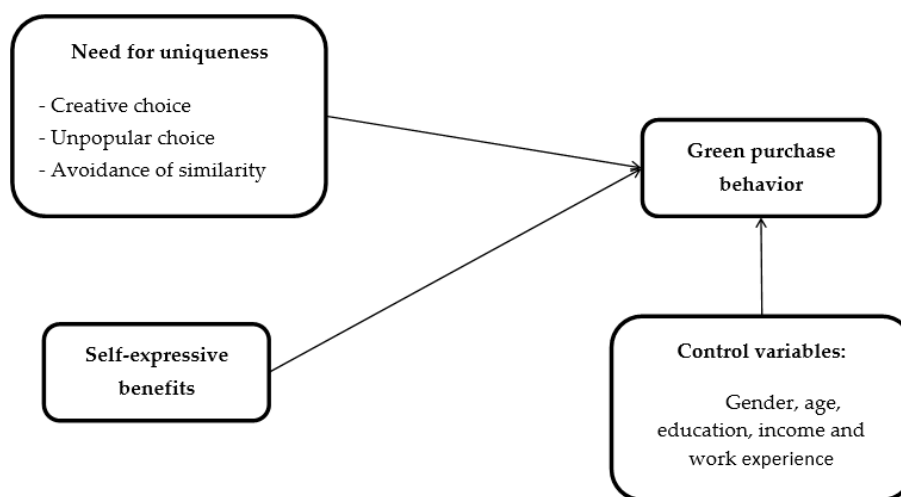 Need for uniqueness
- Creative choice
- Unpopular choice
- Avoidance of similarity
Green purchase
behavior
Self-expressive
benefits
Control variables:
Gender, age,
education, income and
work experience